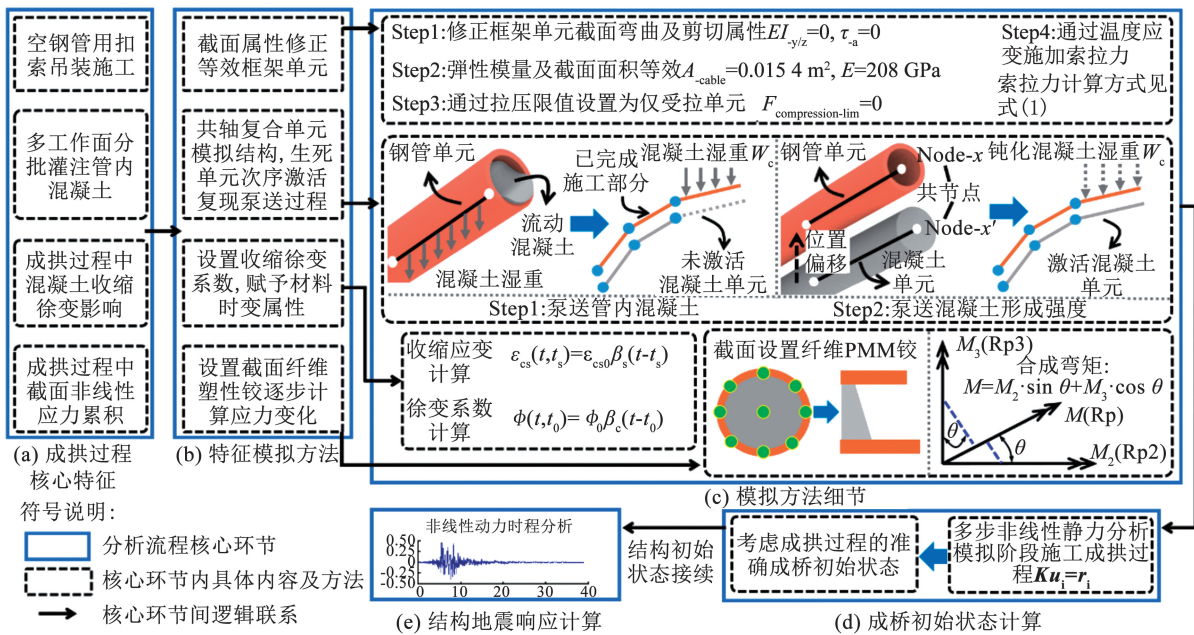 空钢管用扣
索吊装施工
多工作面分
批灌注管内
混凝土
成拱过程中
混凝土收缩
徐变影响
成拱过程中
截面非线性
应力累积
(a) 成拱过程
核心特征
截面属性修正
等效框架单元
共轴复合单元
模拟结构, 生死
单元次序激活
复现泵送过程
设置收缩徐变
系数, 赋予材料
时变属性
设置截面纤维
塑性铰逐步计
算应力变化
(b) 特征模拟方法
Step1:修正框架单元截面弯曲及剪切属性EI-y/z=0, τ-a=0
Step2:弹性模量及截面面积等效A-cable=0.015 4 m², E=208 GPa
Step3:通过拉压限值设置为仅受拉单元 Fcompression-lim=0
Step4:通过温度应
变施加索拉力
索拉力计算方式见
式(1)
钢管单元
已完成
施工部分
混凝土湿重Wc
流动
混凝土
混凝土湿重
未激活
混凝土单元
Step1:泵送管内混凝土
钢管单元
Node-x
共节点
Node-x′
位置
偏移
混凝土
单元
钝化混凝土湿重Wc
激活混凝土
单元
Step2:泵送混凝土形成强度
收缩应变
计算
εcs(t,ts)=εcs0βs(t-ts)
徐变系数
计算
ϕ(t,t0)= ϕ0βc(t-t0)
截面设置纤维PMM铰
M3(Rp3)
合成弯矩:
M=M2·sin θ+M3·cos θ
M(Rp)
θ
θ
M2(Rp2)
(c) 模拟方法细节
符号说明:
分析流程核心环节
核心环节内具体内容及方法
核心环节间逻辑联系
非线性动力时程分析
0.50
0.25
0
-0.25
-0.50
0
10
20
30
40
(e) 结构地震响应计算
结构初始
状态接续
考虑成拱过程的准
确成桥初始状态
多步非线性静力分析
模拟阶段施工成拱过
程Kui=ri
(d) 成桥初始状态计算